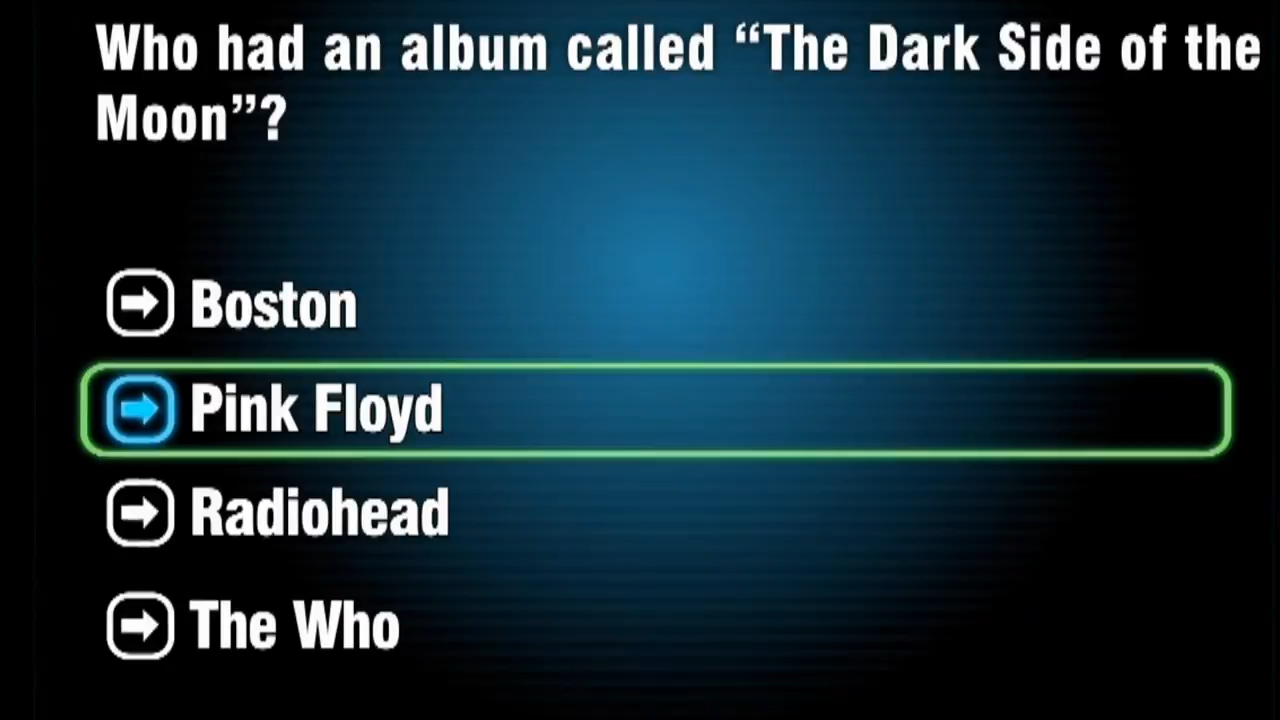 Who had an album called “The Dark Side of the
Moon”?
Boston
Pink Floyd
Radiohead
The Who